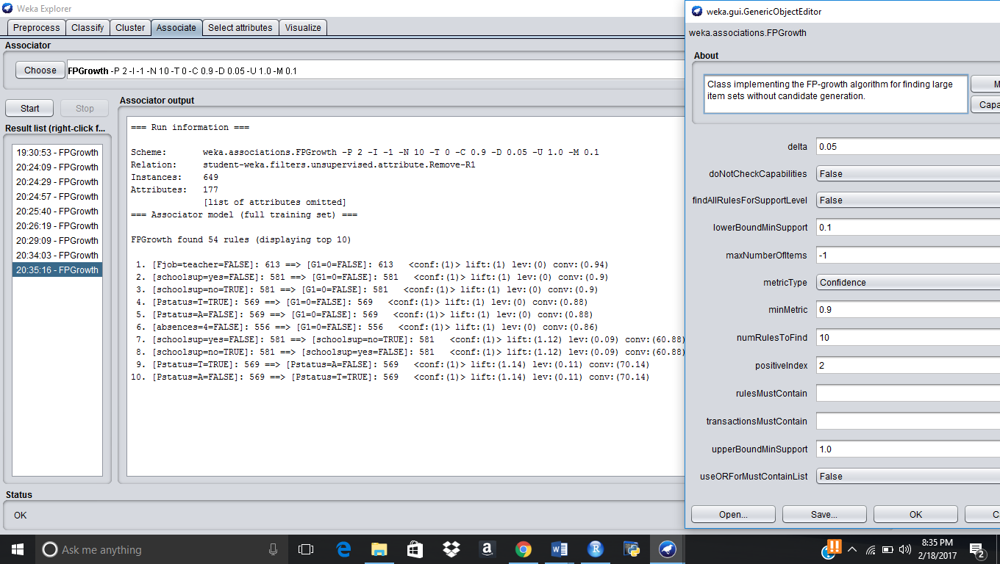 Weka Explorer
Preprocess Classify Cluster Associate Select attributes Visualize
Associator
Choose FPGrowth -P 2 -I -1 -N 10 -T 0 -C 0.9 -D 0.05 -U 1.0 -M 0.1
Start Stop
Result list (right-click f...
19:30:53 - FPGrowth
20:24:09 - FPGrowth
20:24:29 - FPGrowth
20:24:57 - FPGrowth
20:25:40 - FPGrowth
20:26:19 - FPGrowth
20:29:09 - FPGrowth
20:34:03 - FPGrowth
20:35:16 - FPGrowth
Associator output
=== Run information ===
Scheme: weka.associations.FPGrowth -P 2 -I -1 -N 10 -T 0 -C 0.9 -D 0.05 -U 1.0 -M 0.1
Relation: student-weka.filters.unsupervised.attribute.Remove-R1
Instances: 649
Attributes: 177
[list of attributes omitted]
=== Associator model (full training set) ===
FPGrowth found 54 rules (displaying top 10)
1. [Fjob=teacher=FALSE]: 613 ==> [G1=0=FALSE]: 613 <conf:(1)> lift:(1) lev:(0) conv:(0.94)
2. [schoolsup=yes=FALSE]: 581 ==> [G1=0=FALSE]: 581 <conf:(1)> lift:(1) lev:(0) conv:(0.9)
3. [schoolsup=no=TRUE]: 581 ==> [G1=0=FALSE]: 581 <conf:(1)> lift:(1) lev:(0) conv:(0.9)
4. [Pstatus=T=TRUE]: 569 ==> [G1=0=FALSE]: 569 <conf:(1)> lift:(1) lev:(0) conv:(0.88)
5. [Pstatus=A=FALSE]: 569 ==> [G1=0=FALSE]: 569 <conf:(1)> lift:(1) lev:(0) conv:(0.88)
6. [absences=4=FALSE]: 556 ==> [G1=0=FALSE]: 556 <conf:(1)> lift:(1) lev:(0) conv:(0.86)
7. [schoolsup=yes=FALSE]: 581 ==> [schoolsup=no=TRUE]: 581 <conf:(1)> lift:(1.12) lev:(0.09) conv:(60.88)
8. [schoolsup=no=TRUE]: 581 ==> [schoolsup=yes=FALSE]: 581 <conf:(1)> lift:(1.12) lev:(0.09) conv:(60.88)
9. [Pstatus=T=TRUE]: 569 ==> [Pstatus=A=FALSE]: 569 <conf:(1)> lift:(1.14) lev:(0.11) conv:(70.14)
10. [Pstatus=A=FALSE]: 569 ==> [Pstatus=T=TRUE]: 569 <conf:(1)> lift:(1.14) lev:(0.11) conv:(70.14)
Status
OK
weka.gui.GenericObjectEditor
weka.associations.FPGrowth
About
Class implementing the FP-growth algorithm for finding large
item sets without candidate generation.
M
Capa
delta 0.05
doNotCheckCapabilities False
findAllRulesForSupportLevel False
lowerBoundMinSupport 0.1
maxNumberOfItems -1
metricType Confidence
minMetric 0.9
numRulesToFind 10
positiveIndex 2
rulesMustContain
transactionsMustContain
upperBoundMinSupport 1.0
useORForMustContainList False
Open... Save... OK C
Ask me anything
8:35 PM
2/18/2017
2